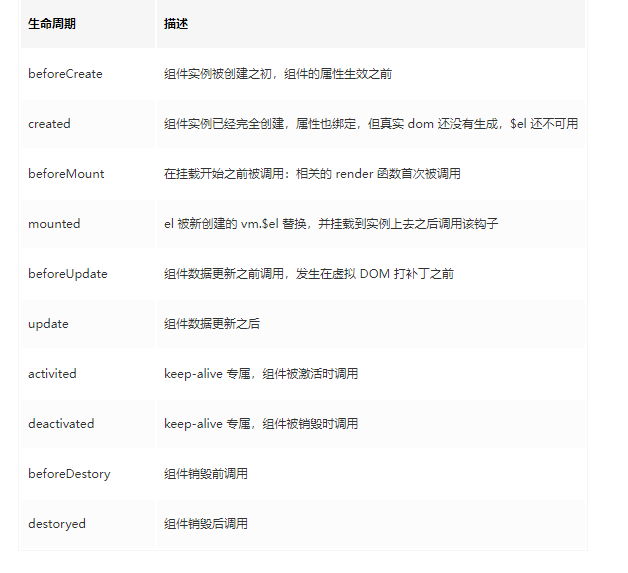 生命周期 描述
beforeCreate 组件实例被创建之初，组件的属性生效之前
created 组件实例已经完全创建，属性也绑定，但真实 dom 还没有生成，$el 还不可用
beforeMount 在挂载开始之前被调用：相关的 render 函数首次被调用
mounted el 被新创建的 vm.$el 替换，并挂载到实例上去之后调用该钩子
beforeUpdate 组件数据更新之前调用，发生在虚拟 DOM 打补丁之前
update 组件数据更新之后
activited keep-alive 专属，组件被激活时调用
deactivated keep-alive 专属，组件被销毁时调用
beforeDestory 组件销毁前调用
destoryed 组件销毁后调用